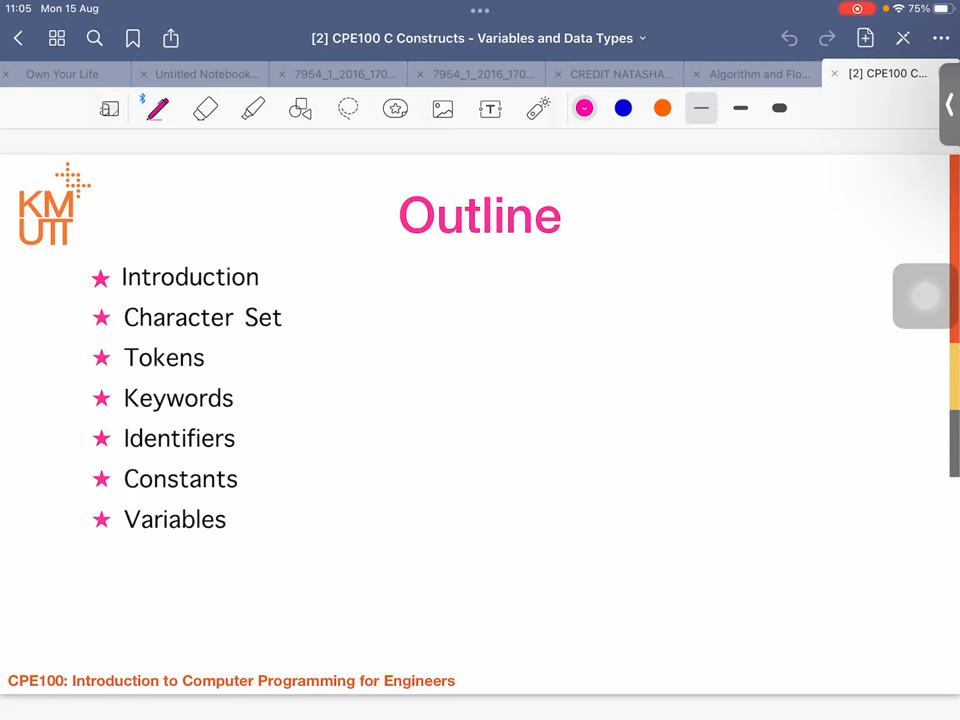 11:05 Mon 15 Aug
75%
[2] CPE100 C Constructs - Variables and Data Types
Own Your Life
Untitled Notebook...
7954_1_2016_170...
7954_1_2016_170...
CREDIT NATASHA...
Algorithm and Flo...
[2] CPE100 C...
T
KM
UTT
Outline
★ Introduction
★ Character Set
★ Tokens
★ Keywords
★ Identifiers
★ Constants
★ Variables
CPE100: Introduction to Computer Programming for Engineers